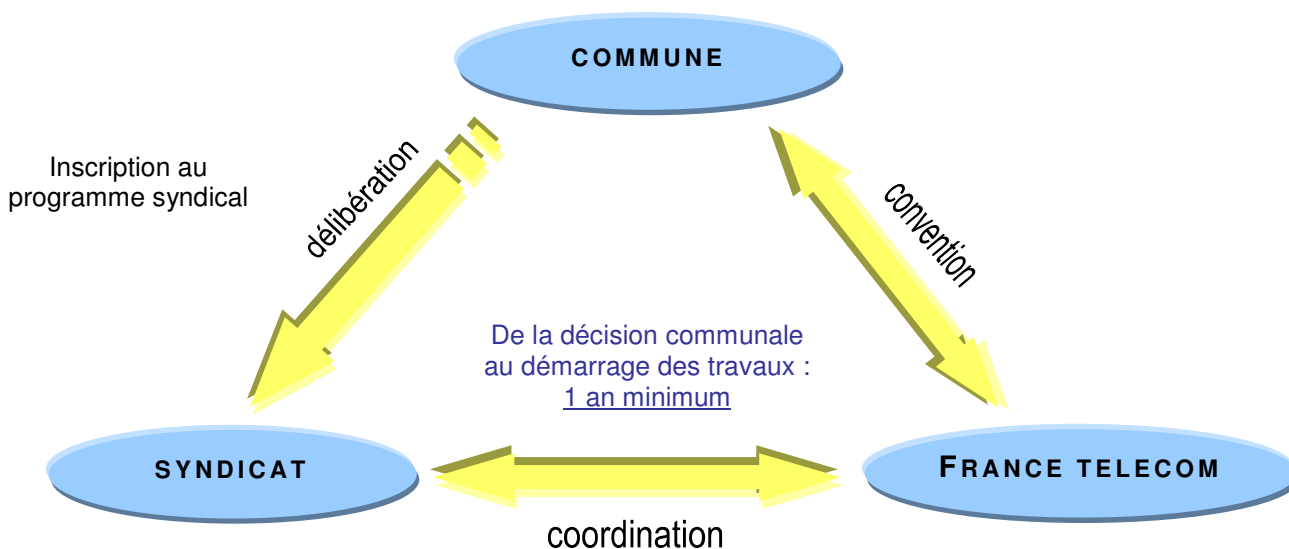 COMMUNE
Inscription au
programme syndical
délibération
convention
De la décision communale
au démarrage des travaux :
1 an minimum
SYNDICAT
FRANCE TELECOM
coordination